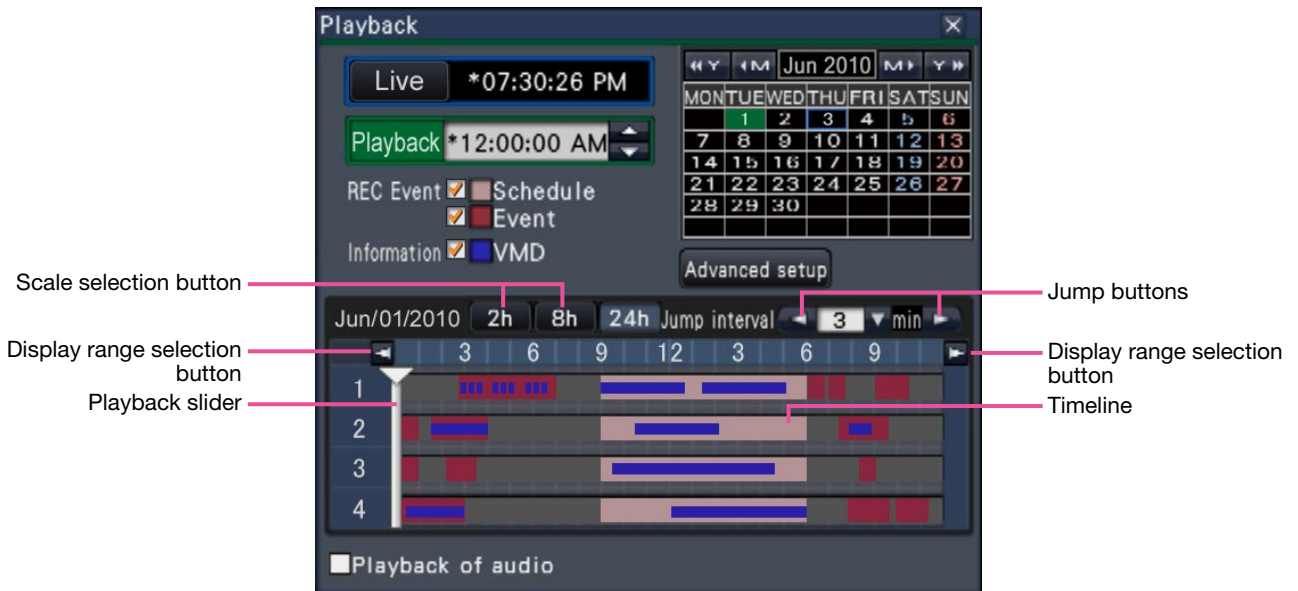 Playback
Live *07:30:26 PM
Playback *12:00:00 AM
REC Event Schedule
Event
Information VMD
Y M Jun 2010 M Y
MON TUE WED THU FRI SAT SUN
1 2 3 4 5 6
7 8 9 10 11 12 13
14 15 16 17 18 19 20
21 22 23 24 25 26 27
28 29 30
Advanced setup
Scale selection button
Jump buttons
Jun/01/2010 2h 8h 24h Jump interval 3 min
Display range selection
button
Display range selection
button
3 6 9 12 3 6 9
Playback slider
Timeline
1
2
3
4
Playback of audio